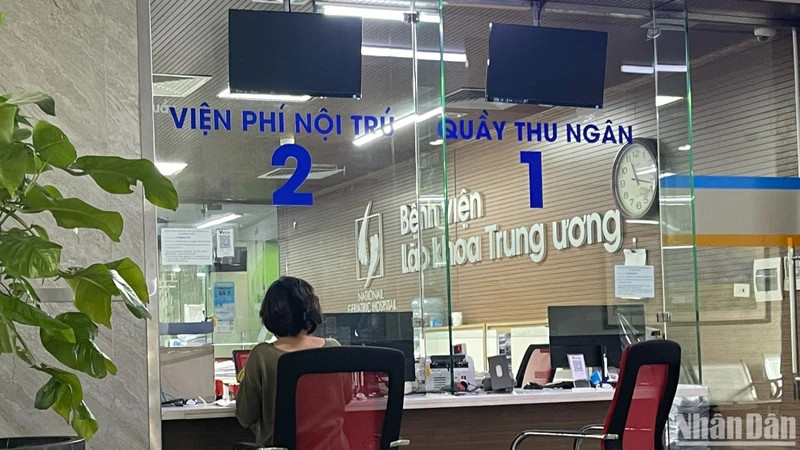 VIỆN PHÍ NỘI TRÚ
2
QUẦY THU NGÂN
1
Bệnh viện
Lão khoa Trung ương
NATIONAL
GERIATRIC HOSPITAL
Nhân Dân